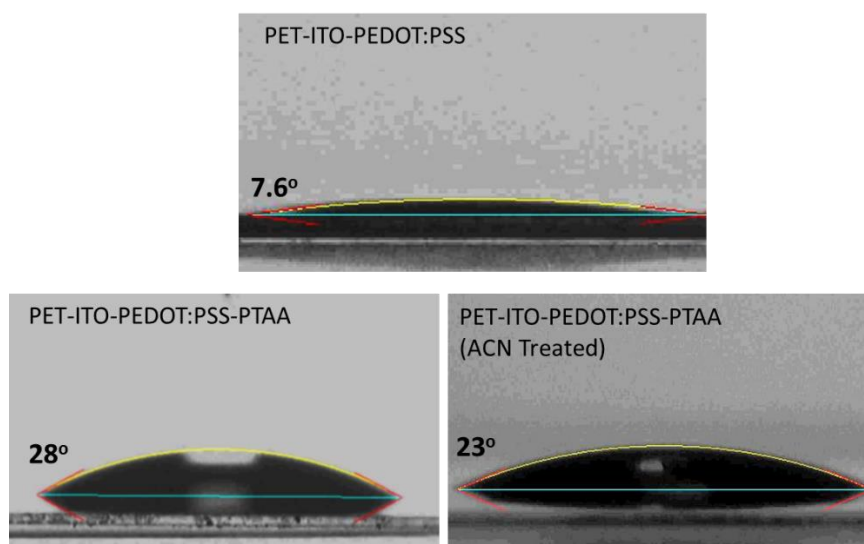 PET-ITO-PEDOT:PSS
7.6°
PET-ITO-PEDOT:PSS-PTAA
28°
PET-ITO-PEDOT:PSS-PTAA
(ACN Treated)
23°